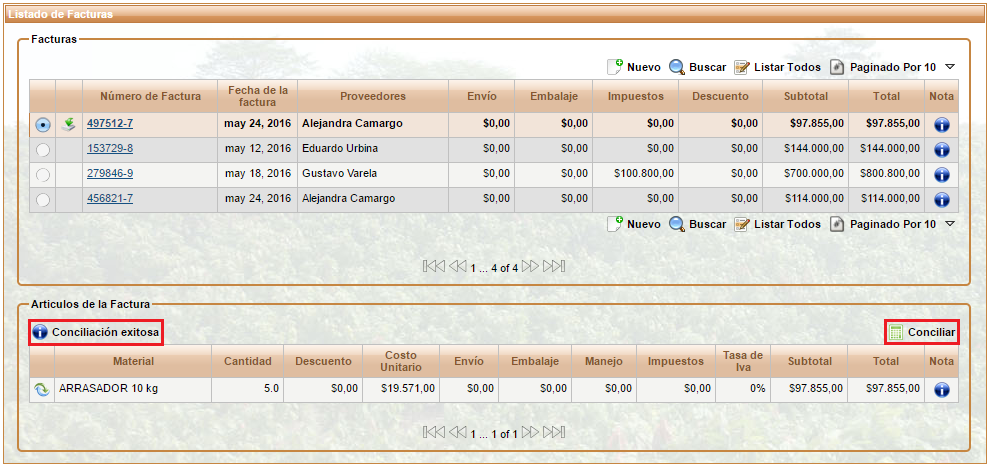 Listado de Facturas
Facturas
Nuevo Buscar Listar Todos Paginado Por 10
Número de Factura Fecha de la factura Proveedores Envío Embalaje Impuestos Descuento Subtotal Total Nota
497512-7 may 24, 2016 Alejandra Camargo $0,00 $0,00 $0,00 $0,00 $97.855,00 $97.855,00
153729-8 may 12, 2016 Eduardo Urbina $0,00 $0,00 $0,00 $0,00 $144.000,00 $144.000,00
279846-9 may 18, 2016 Gustavo Varela $0,00 $0,00 $100.800,00 $0,00 $700.000,00 $800.800,00
456821-7 may 24, 2016 Alejandra Camargo $0,00 $0,00 $0,00 $0,00 $114.000,00 $114.000,00
Nuevo Buscar Listar Todos Paginado Por 10
1 ... 4 of 4
Artículos de la Factura
Conciliación exitosa Conciliar
Material Cantidad Descuento Costo Unitario Envío Embalaje Manejo Impuestos Tasa de Iva Subtotal Total Nota
ARRASADOR 10 kg 5.0 $0,00 $19.571,00 $0,00 $0,00 $0,00 $0,00 0% $97.855,00 $97.855,00
1 ... 1 of 1